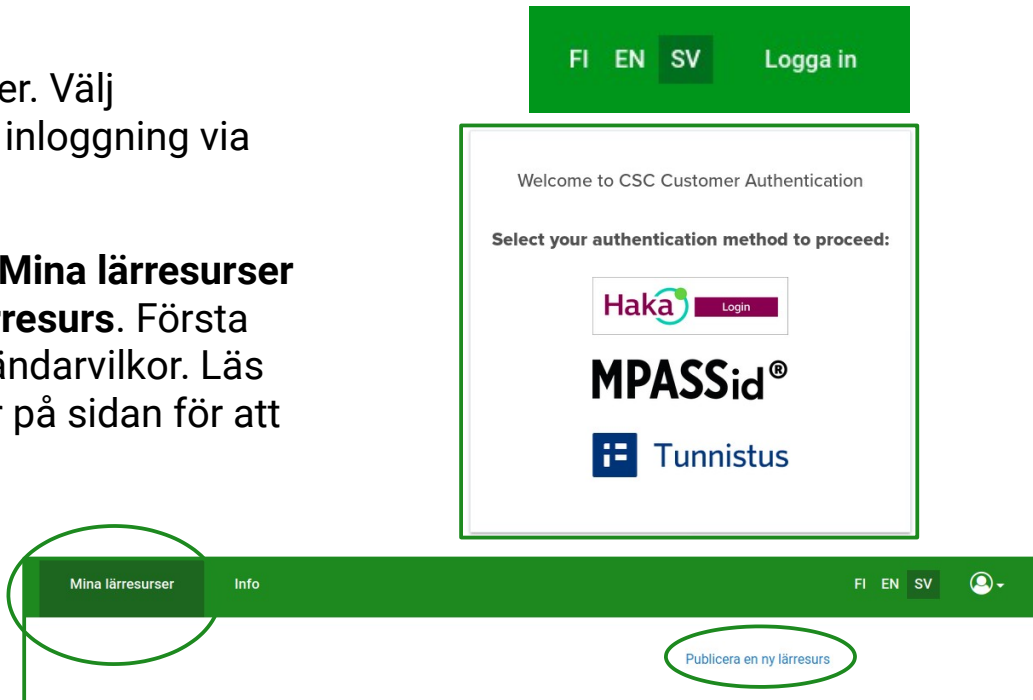 er. Välj
inloggning via
Mina lärresurser
resurs. Första
ändarvilkor. Läs
på sidan för att
FI EN SV Logga in
Welcome to CSC Customer Authentication
Select your authentication method to proceed:
Haka Login
MPASSid®
Tunnistus
Mina lärresurser Info FI EN SV
Publicera en ny lärresurs